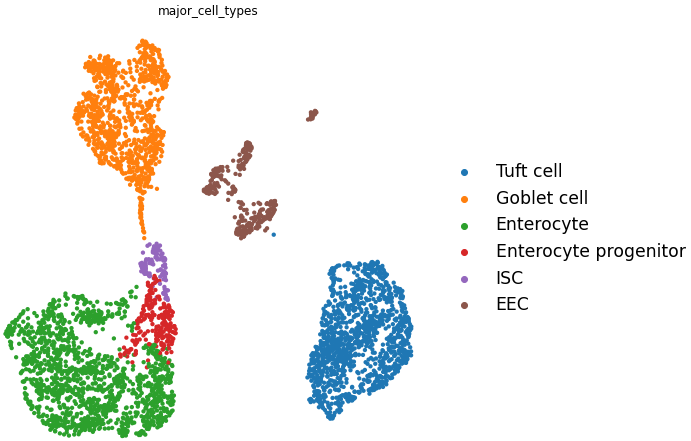 major_cell_types
Tuft cell
Goblet cell
Enterocyte
Enterocyte progenitor
ISC
EEC